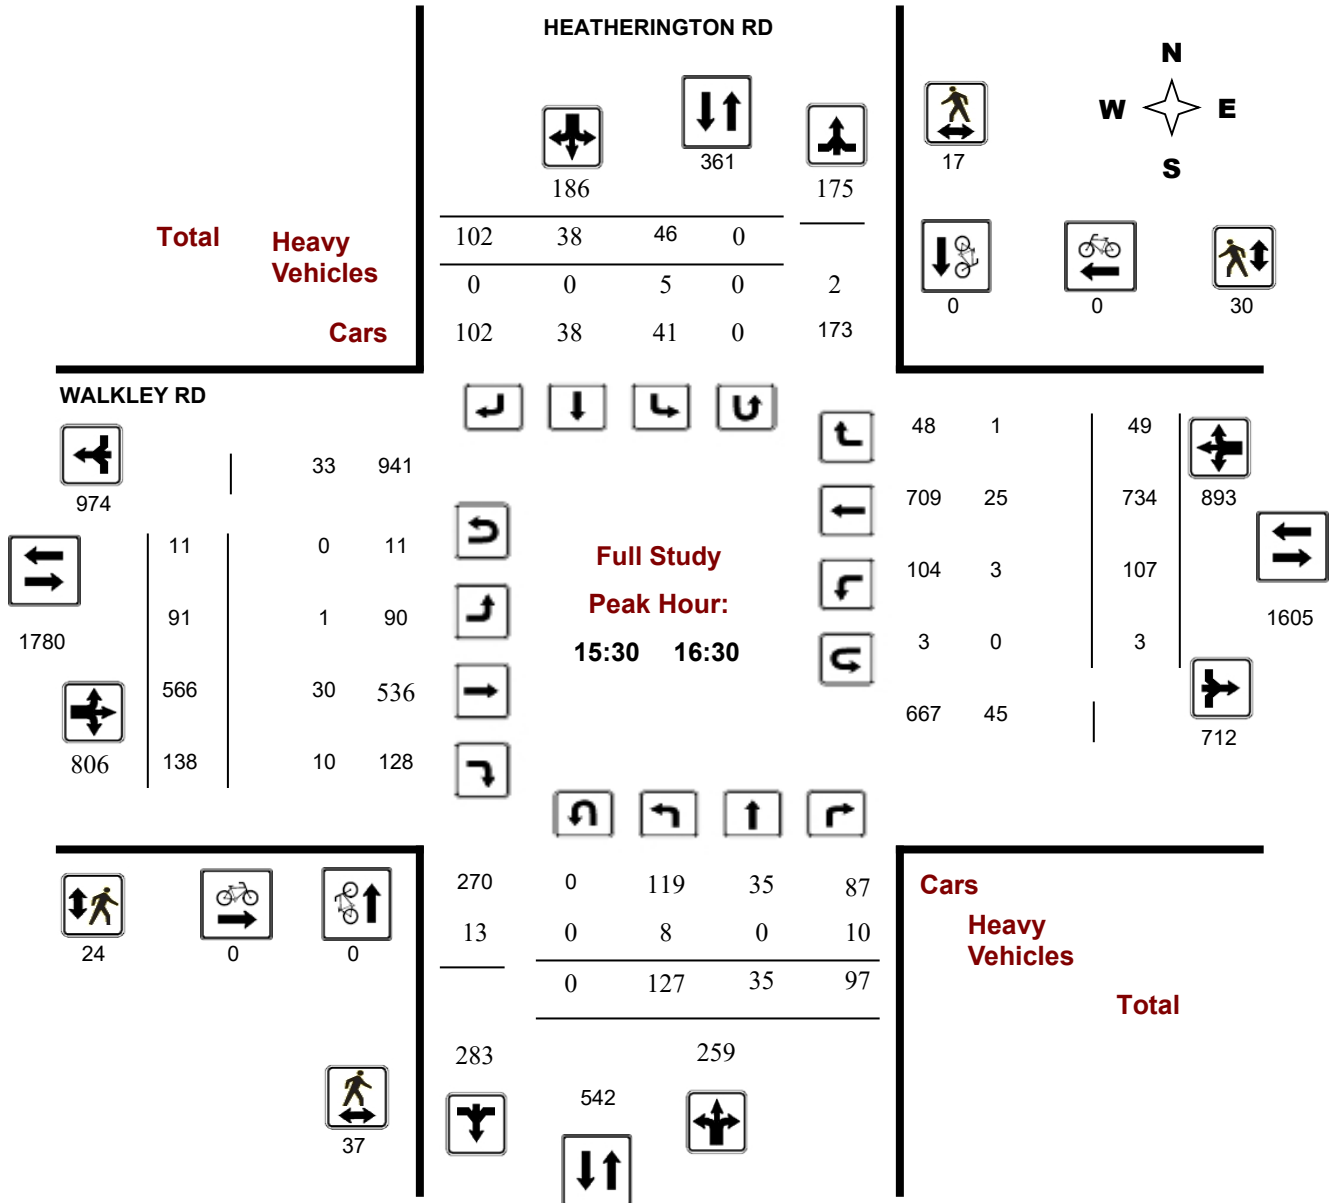 HEATHERINGTON RD
N
W E
S
361
17
186 175
Total Heavy Vehicles
102 38 46 0
0 0 5 0 2
0 0 30
Cars 102 38 41 0 173
WALKLEY RD
48 1 49
33 941
974
709 25 734 893
11 0 11
Full Study
104 3 107
Peak Hour:
91 1 90
1780
1605
15:30 16:30
3 0 3
566 30 536
667 45
712
806 138 10 128
270 0 119 35 87
Cars
13 0 8 0 10
Heavy
Vehicles
24 0 0
0 127 35 97
Total
283 259
542
37